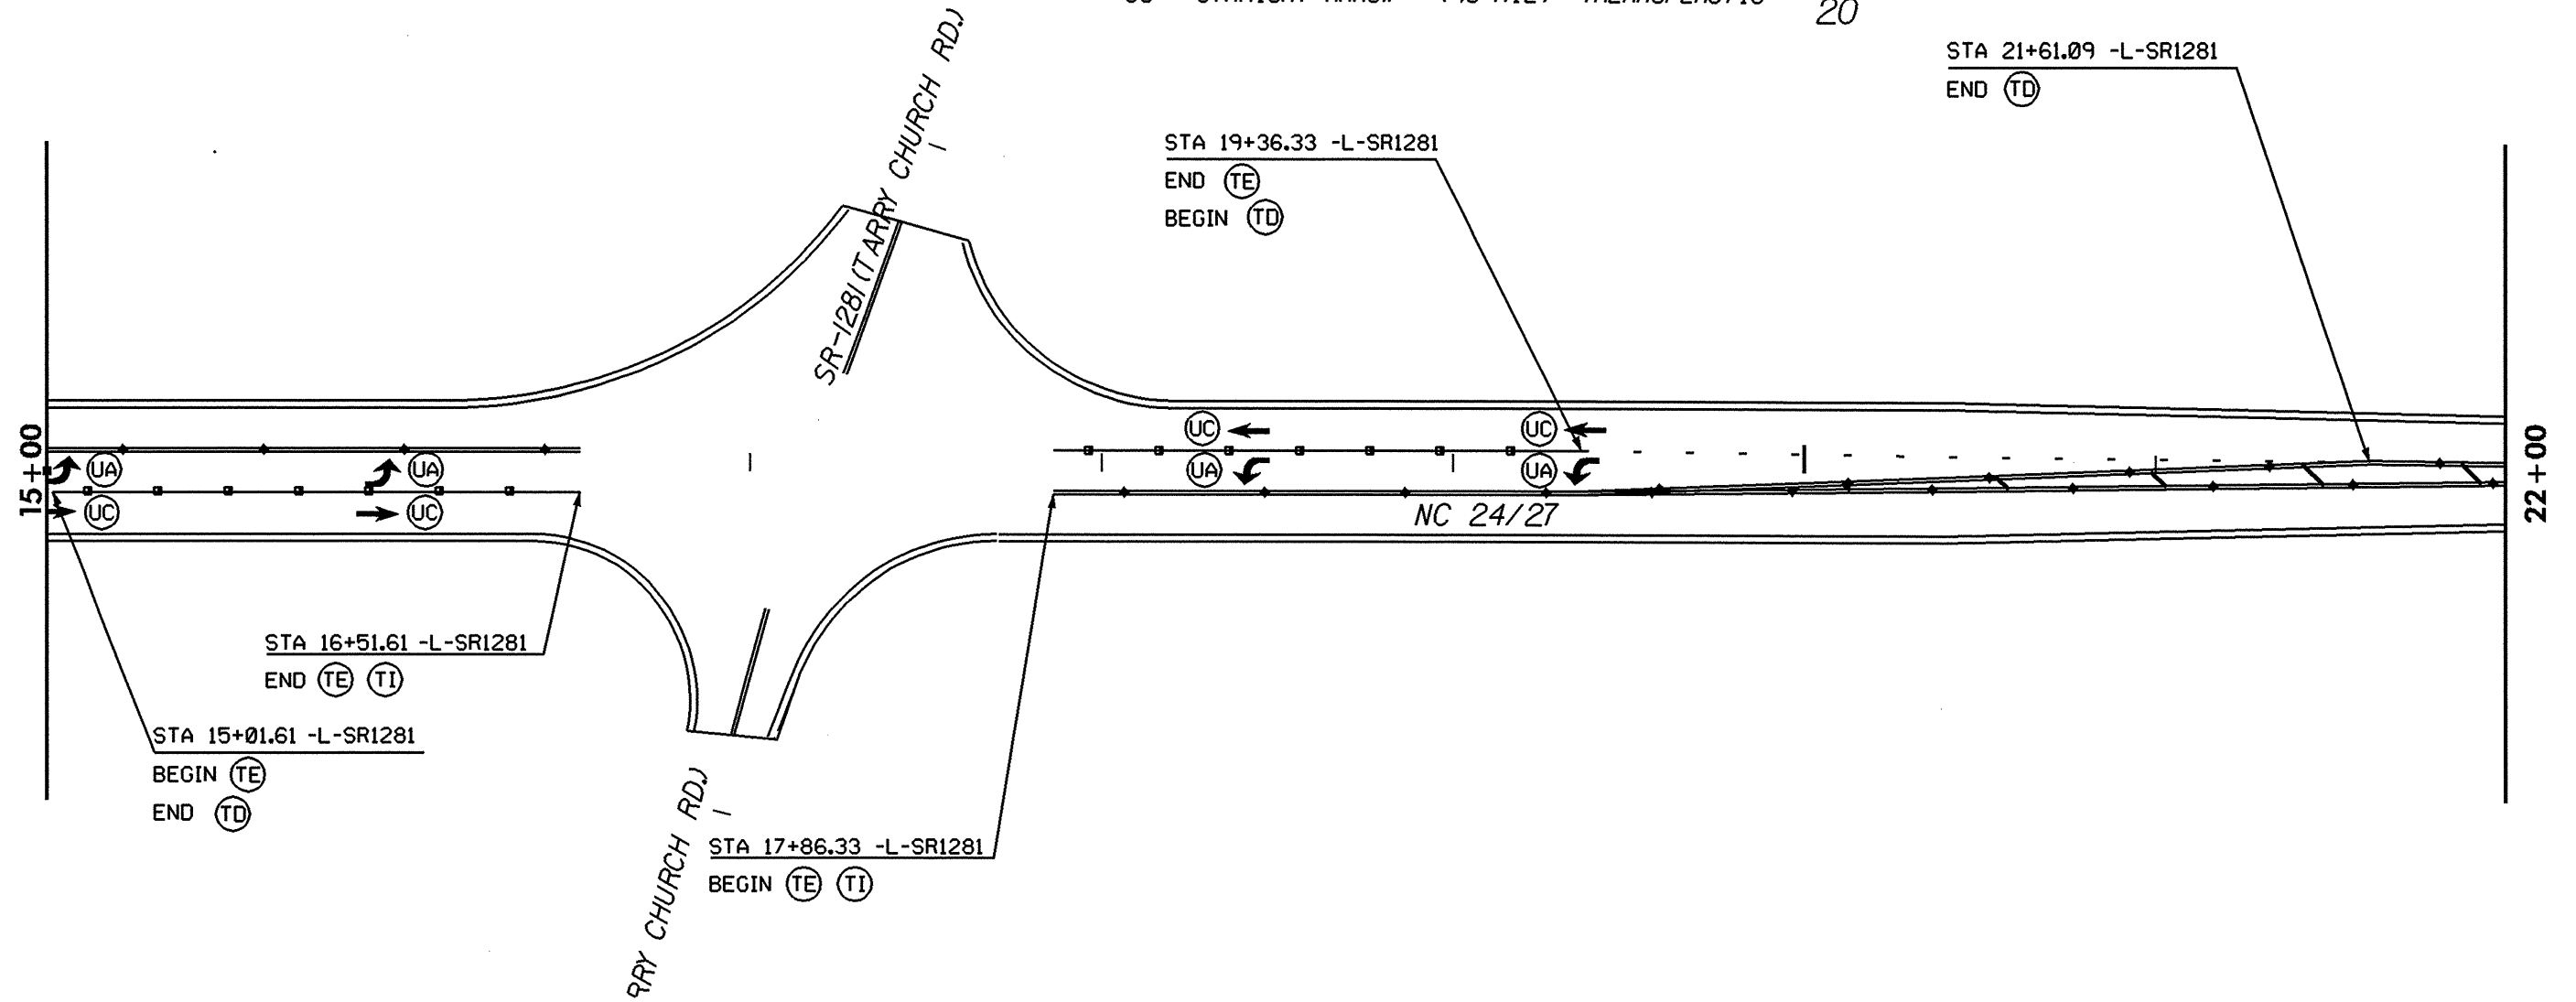 20
STA 21+61.09 -L-SR1281
END TD
STA 19+36.33 -L-SR1281
END TE
BEGIN TD
SR-1281 (TARRY CHURCH RD.)
UC UC
UA UA UA UA
UC UC
15+00
22+00
NC 24/27
STA 16+51.61 -L-SR1281
END TE TI
STA 15+01.61 -L-SR1281
BEGIN TE
END TD
STA 17+86.33 -L-SR1281
BEGIN TE TI
RRY CHURCH RD.)